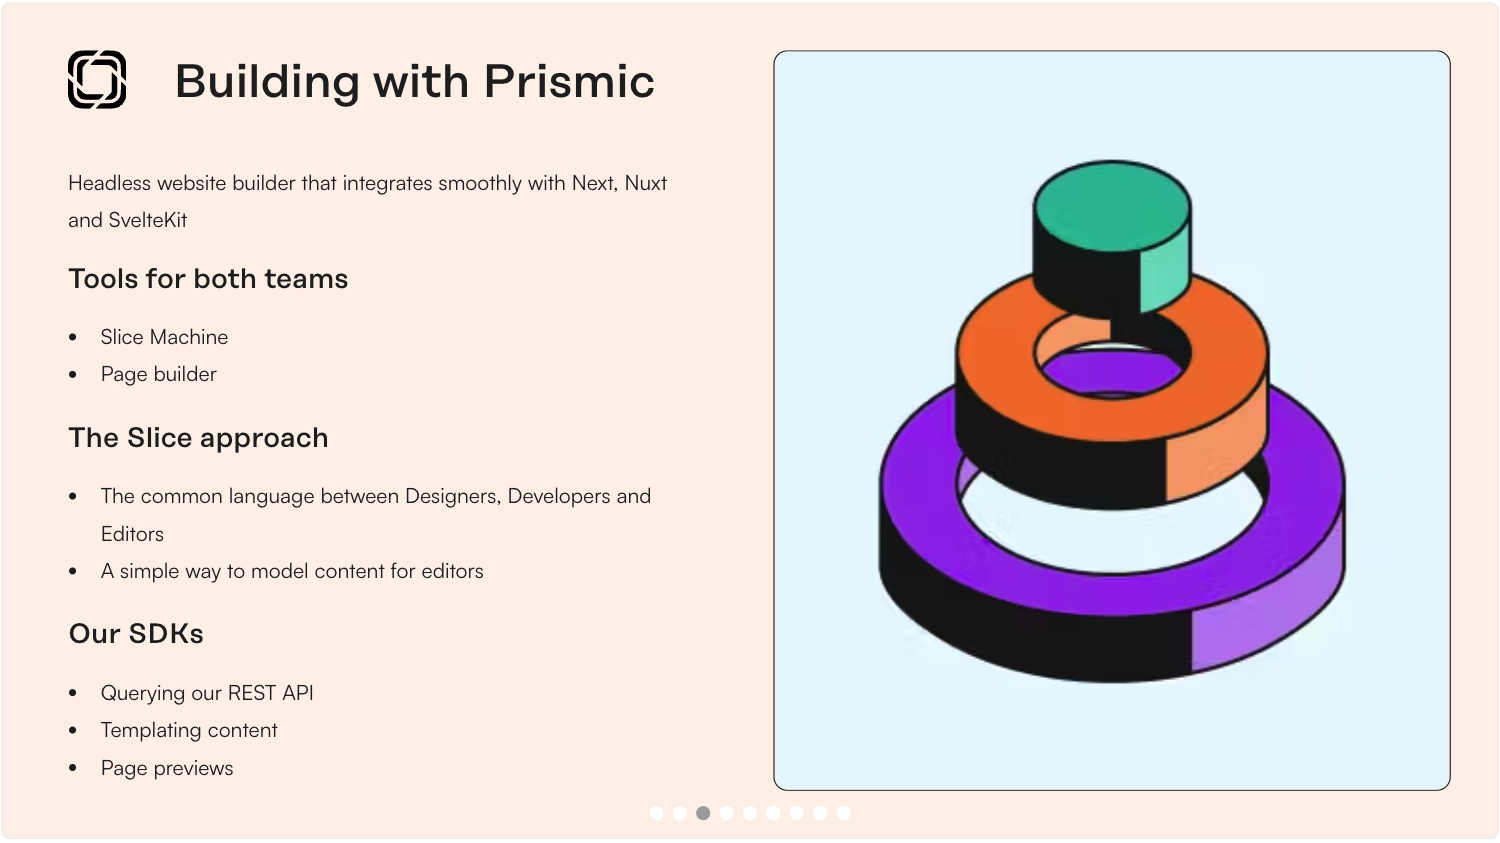 Building with Prismic
Headless website builder that integrates smoothly with Next, Nuxt
and SvelteKit
Tools for both teams
• Slice Machine
• Page builder
The Slice approach
• The common language between Designers, Developers and
Editors
• A simple way to model content for editors
Our SDKs
• Querying our REST API
• Templating content
• Page previews